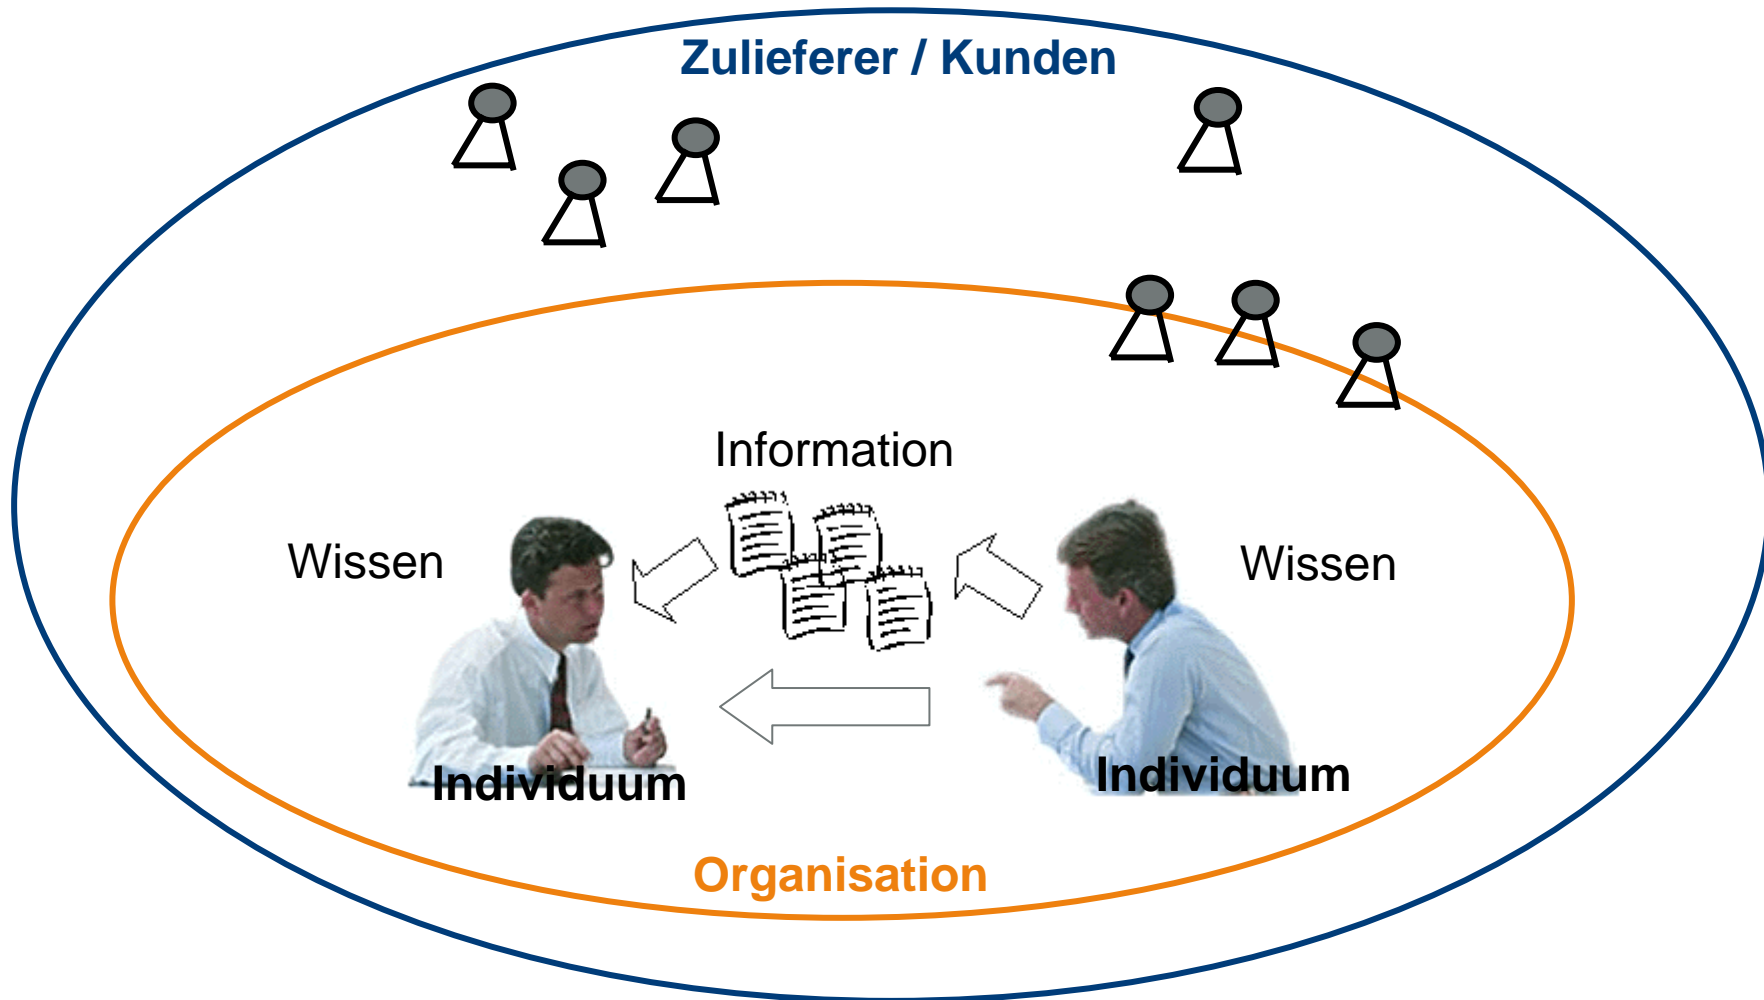 Zulieferer / Kunden
Information
Wissen
Wissen
Individuum
Individuum
Organisation